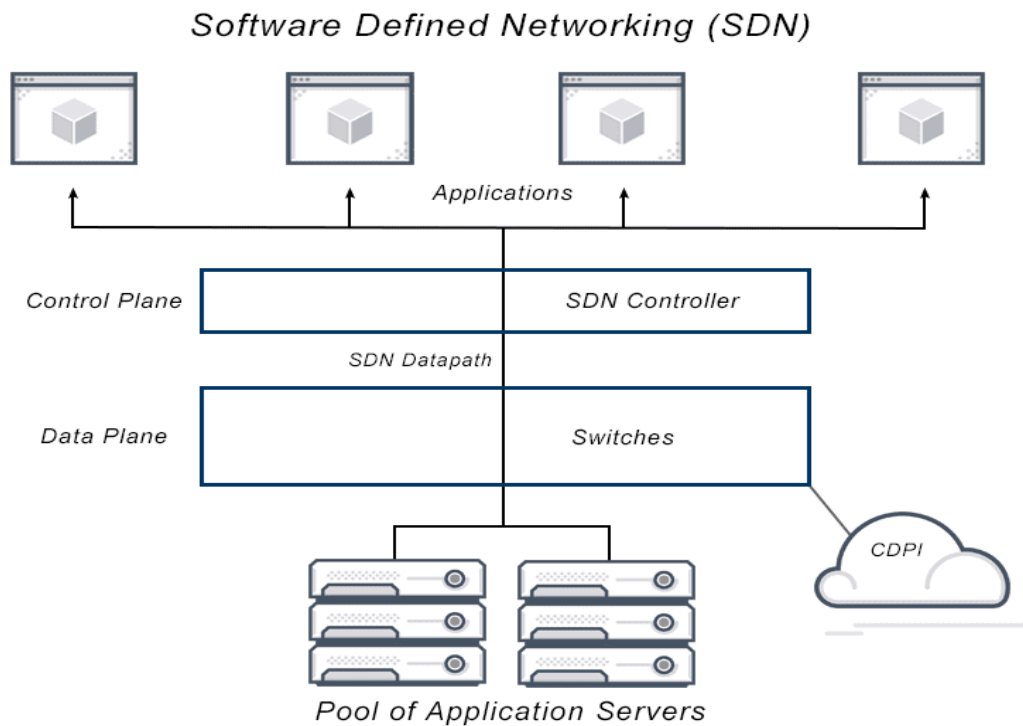 Software Defined Networking (SDN)
Applications
Control Plane
SDN Controller
SDN Datapath
Data Plane
Switches
CDPI
Pool of Application Servers